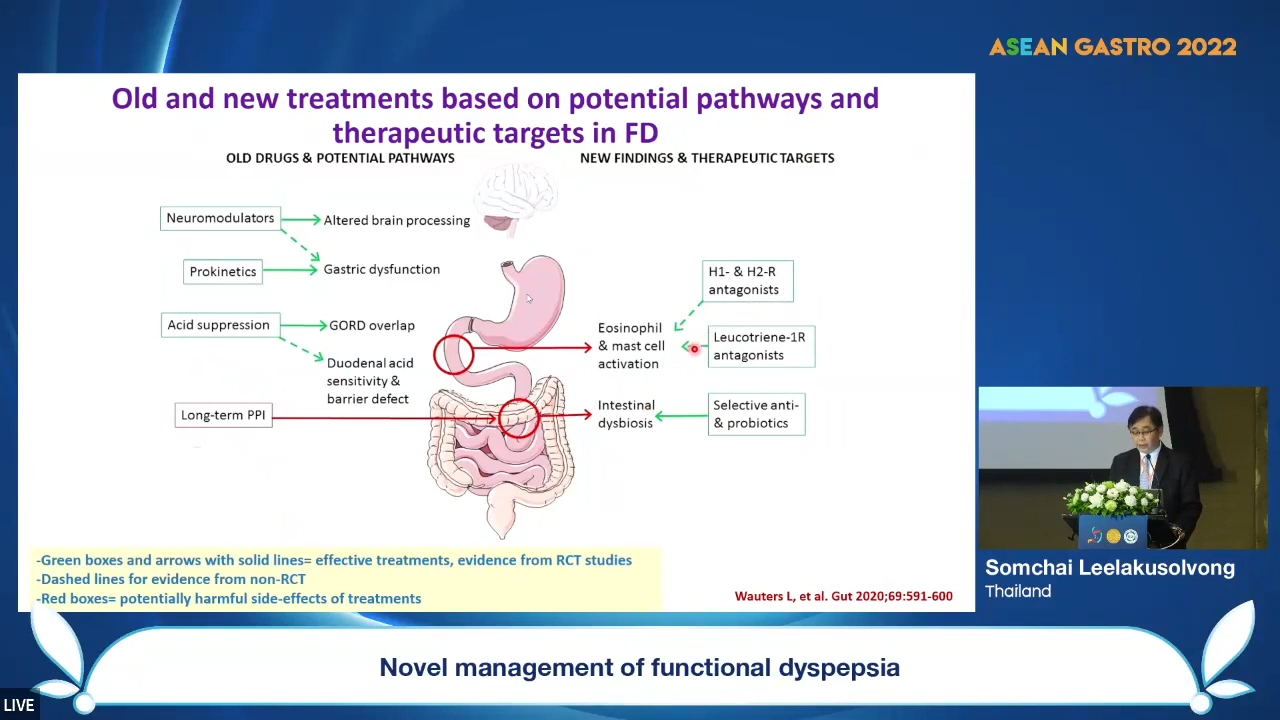 ASEAN GASTRO 2022
Old and new treatments based on potential pathways and
therapeutic targets in FD
OLD DRUGS & POTENTIAL PATHWAYS
NEW FINDINGS & THERAPEUTIC TARGETS
Neuromodulators
Altered brain processing
Prokinetics
Gastric dysfunction
Acid suppression
GORD overlap
Duodenal acid
sensitivity &
barrier defect
Long-term PPI
H1- & H2-R
antagonists
Eosinophil
& mast cell
activation
Leucotriene-1R
antagonists
Intestinal
dysbiosis
Selective anti-
& probiotics
-Green boxes and arrows with solid lines= effective treatments, evidence from RCT studies
-Dashed lines for evidence from non-RCT
-Red boxes= potentially harmful side-effects of treatments
Wauters L, et al. Gut 2020;69:591-600
Somchai Leelakusolvong
Thailand
Novel management of functional dyspepsia
LIVE